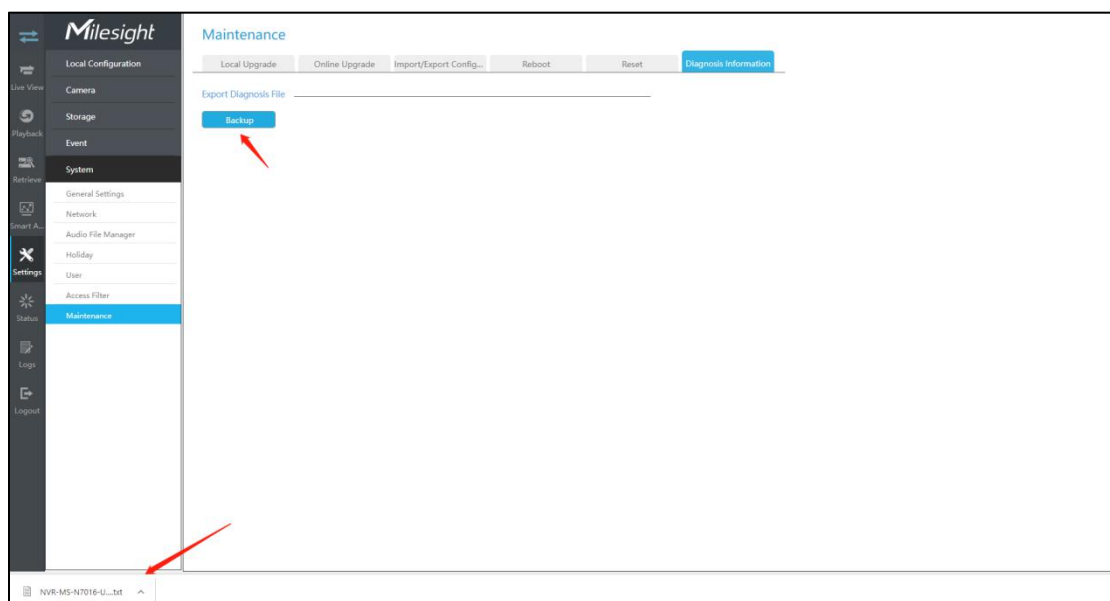 Milesight
Live View
Playback
Retrieve
Smart A...
Settings
Status
Logs
Logout
Local Configuration
Camera
Storage
Event
System
General Settings
Network
Audio File Manager
Holiday
User
Access Filter
Maintenance
Maintenance
Local Upgrade Online Upgrade Import/Export Config... Reboot Reset Diagnosis Information
Export Diagnosis File
Backup
NVR-MS-N7016-U....txt